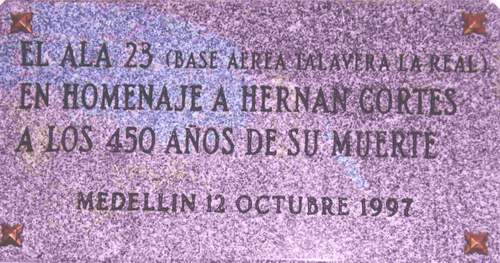 EL ALA 23 (BASE AEREA TALAVERA LA REAL)
EN HOMENAJE A HERNAN CORTES
A LOS 450 AÑOS DE SU MUERTE
MEDELLIN 12 OCTUBRE 1997